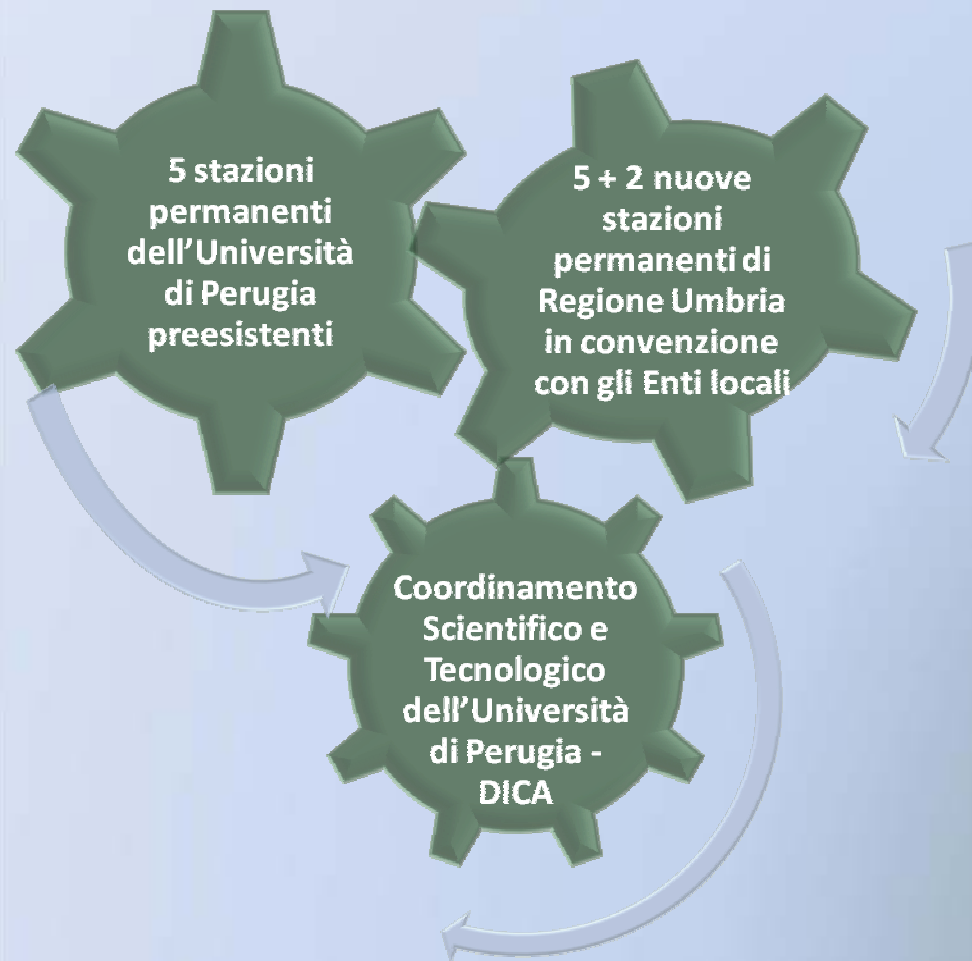 5 stazioni
permanenti
dell’Università
di Perugia
preesistenti
5 + 2 nuove
stazioni
permanenti di
Regione Umbria
in convenzione
con gli Enti locali
Coordinamento
Scientifico e
Tecnologico
dell’Università
di Perugia -
DICA